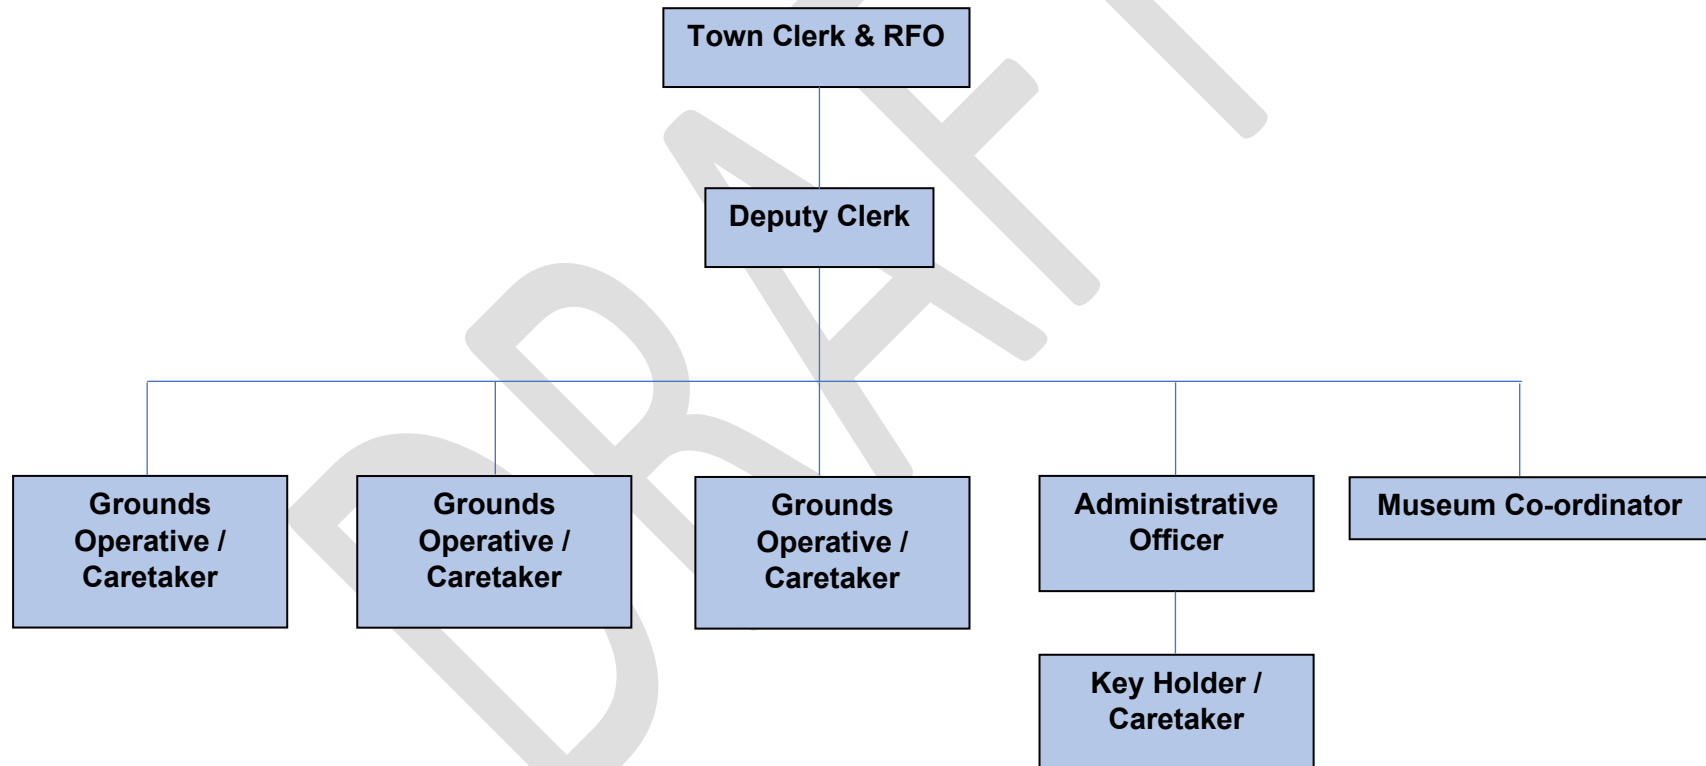 Town Clerk & RFO
Deputy Clerk
Grounds
Operative /
Caretaker
Grounds
Operative /
Caretaker
Grounds
Operative /
Caretaker
Administrative
Officer
Museum Co-ordinator
Key Holder /
Caretaker
DRAFT